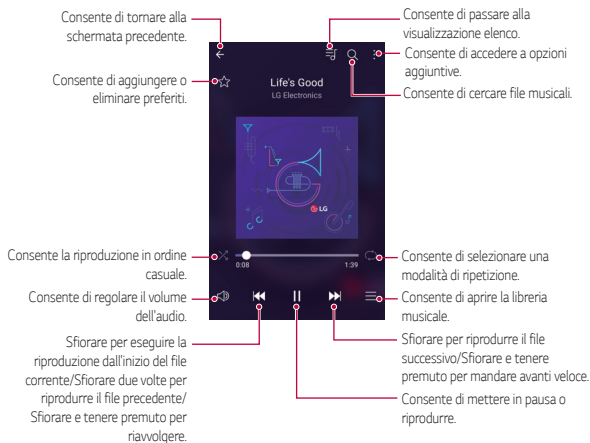 Consente di tornare alla
schermata precedente.
Consente di aggiungere o
eliminare preferiti.
Consente la riproduzione in ordine
casuale.
Consente di regolare il volume
dell'audio.
Sfiorare per eseguire la
riproduzione dall'inizio del file
corrente/Sfiorare due volte per
riprodurre il file precedente/
Sfiorare e tenere premuto per
riavvolgere.
Life's Good
LG Electronics
LG
0:08
1:39
Consente di passare alla
visualizzazione elenco.
Consente di accedere a opzioni
aggiuntive.
Consente di cercare file musicali.
Consente di selezionare una
modalità di ripetizione.
Consente di aprire la libreria
musicale.
Sfiorare per riprodurre il file
successivo/Sfiorare e tenere
premuto per mandare avanti veloce.
Consente di mettere in pausa o
riprodurre.